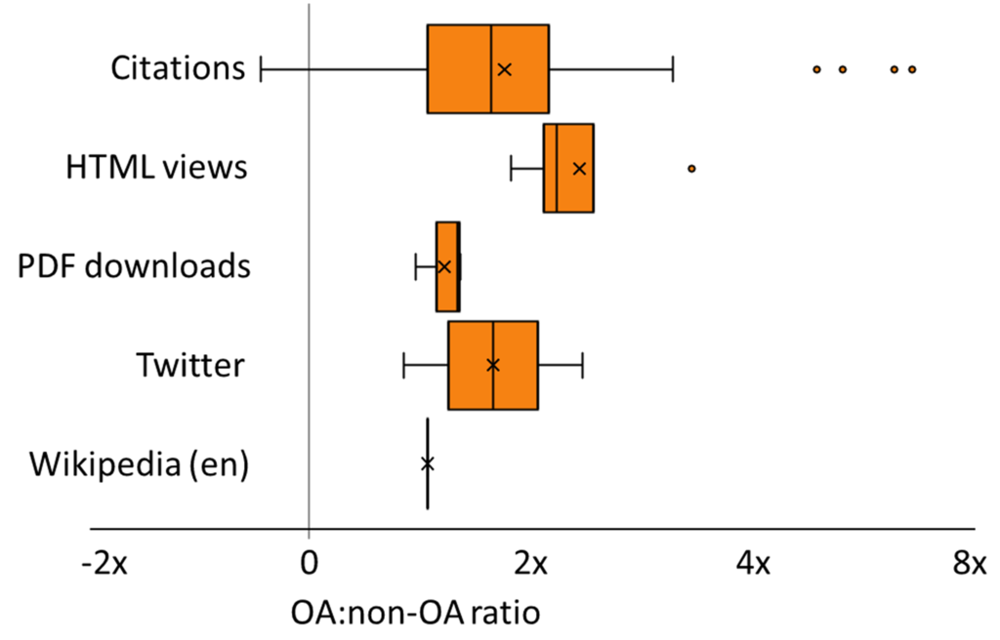 Citations
HTML views
PDF downloads
Twitter
Wikipedia (en)
-2x 0 2x 4x 8x
OA:non-OA ratio